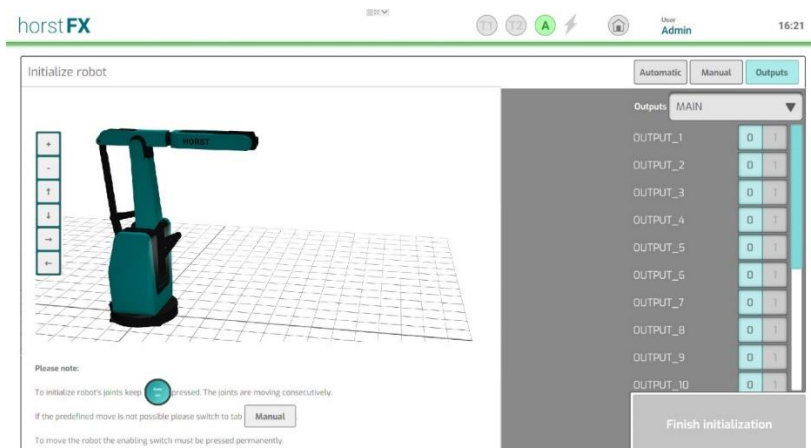 horstFX
T1 T2 A
User
Admin
16:21
Initialize robot
Automatic Manual Outputs
Outputs MAIN
HORST
+
-
↑
↓
→
←
OUTPUT_1 0 1
OUTPUT_2 0 1
OUTPUT_3 0 1
OUTPUT_4 0 1
OUTPUT_5 0 1
OUTPUT_6 0 1
OUTPUT_7 0 1
OUTPUT_8 0 1
OUTPUT_9 0 1
OUTPUT_10 0 1
Please note:
To initialize robot's joints keep pressed. The joints are moving consecutively.
If the predefined move is not possible please switch to tab Manual
To move the robot the enabling switch must be pressed permanently.
Finish initialization